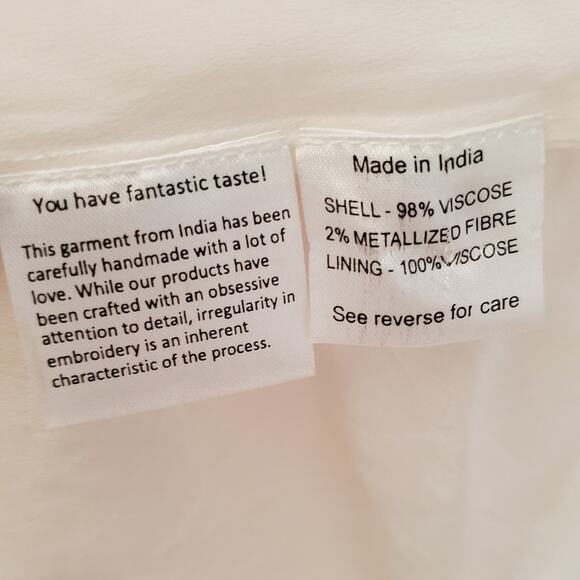 You have fantastic taste!
This garment from India has been
carefully handmade with a lot of
love. While our products have
been crafted with an obsessive
attention to detail, irregularity in
embroidery is an inherent
characteristic of the process.
Made in India
SHELL - 98% VISCOSE
2% METALLIZED FIBRE
LINING - 100% VISCOSE
See reverse for care